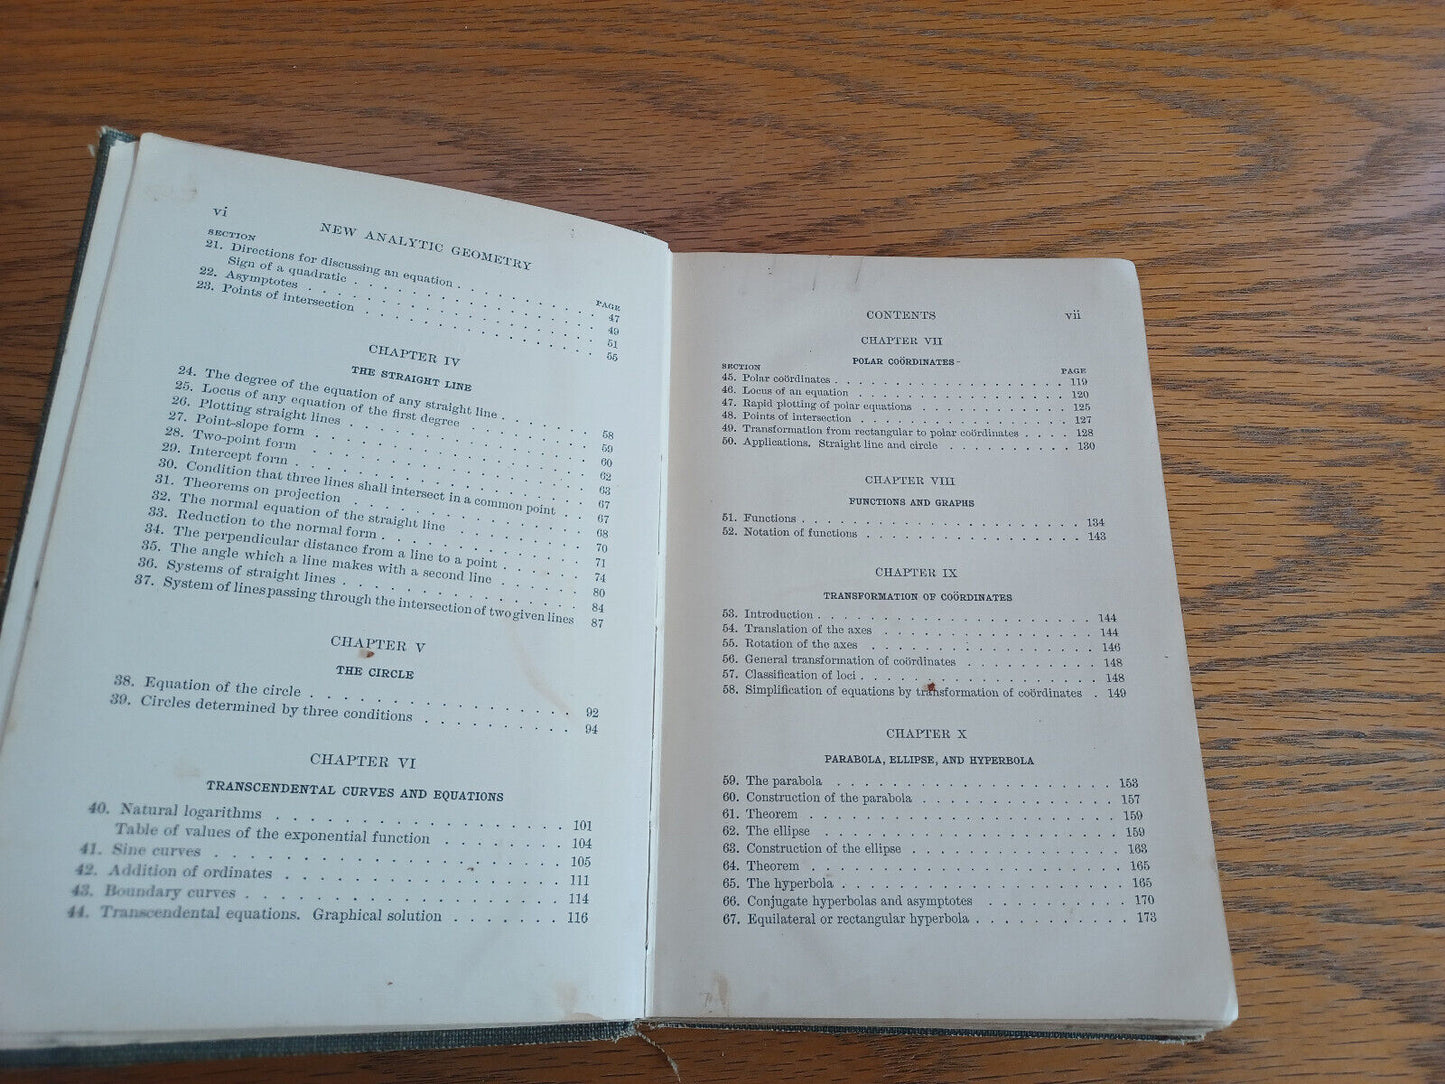 vi
NEW ANALYTIC GEOMETRY
SECTION PAGE
21. Directions for discussing an equation . . . . . . . . 47
Sign of a quadratic . . . . . . . . . . . . 49
22. Asymptotes . . . . . . . . . . . . . . 51
23. Points of intersection . . . . . . . . . . . . 55
CHAPTER IV
THE STRAIGHT LINE
24. The degree of the equation of any straight line . . . . . 58
25. Locus of any equation of the first degree . . . . . . 59
26. Plotting straight lines . . . . . . . . . . . . 60
27. Point-slope form . . . . . . . . . . . . . 62
28. Two-point form . . . . . . . . . . . . . 63
29. Intercept form . . . . . . . . . . . . . 67
30. Condition that three lines shall intersect in a common point . . 67
31. Theorems on projection . . . . . . . . . . . 68
32. The normal equation of the straight line . . . . . . . 70
33. Reduction to the normal form . . . . . . . . . . 71
34. The perpendicular distance from a line to a point . . . . . 74
35. The angle which a line makes with a second line . . . . . 80
36. Systems of straight lines . . . . . . . . . . . 84
37. System of lines passing through the intersection of two given lines 87
CHAPTER V
THE CIRCLE
38. Equation of the circle . . . . . . . . . . . . 92
39. Circles determined by three conditions . . . . . . . 94
CHAPTER VI
TRANSCENDENTAL CURVES AND EQUATIONS
40. Natural logarithms . . . . . . . . . . . . . 101
Table of values of the exponential function . . . . . . 104
41. Sine curves . . . . . . . . . . . . . . . 105
42. Addition of ordinates . . . . . . . . . . . . 111
43. Boundary curves . . . . . . . . . . . . . . 114
44. Transcendental equations. Graphical solution . . . . . . 116
CONTENTS vii
CHAPTER VII
POLAR COÖRDINATES
SECTION PAGE
45. Polar coördinates . . . . . . . . . . . . . . 119
46. Locus of an equation . . . . . . . . . . . . . 120
47. Rapid plotting of polar equations . . . . . . . . . 125
48. Points of intersection . . . . . . . . . . . . . 127
49. Transformation from rectangular to polar coördinates . . . . 128
50. Applications. Straight line and circle . . . . . . . . 130
CHAPTER VIII
FUNCTIONS AND GRAPHS
51. Functions . . . . . . . . . . . . . . . . 134
52. Notation of functions . . . . . . . . . . . . . 143
CHAPTER IX
TRANSFORMATION OF COÖRDINATES
53. Introduction . . . . . . . . . . . . . . . 144
54. Translation of the axes . . . . . . . . . . . . 144
55. Rotation of the axes . . . . . . . . . . . . . 146
56. General transformation of coördinates . . . . . . . . 148
57. Classification of loci . . . . . . . . . . . . . 148
58. Simplification of equations by transformation of coördinates . 149
CHAPTER X
PARABOLA, ELLIPSE, AND HYPERBOLA
59. The parabola . . . . . . . . . . . . . . . 153
60. Construction of the parabola . . . . . . . . . . 157
61. Theorem . . . . . . . . . . . . . . . . 159
62. The ellipse . . . . . . . . . . . . . . . 159
63. Construction of the ellipse . . . . . . . . . . . 163
64. Theorem . . . . . . . . . . . . . . . . 165
65. The hyperbola . . . . . . . . . . . . . . . 165
66. Conjugate hyperbolas and asymptotes . . . . . . . . 170
67. Equilateral or rectangular hyperbola . . . . . . . . 173